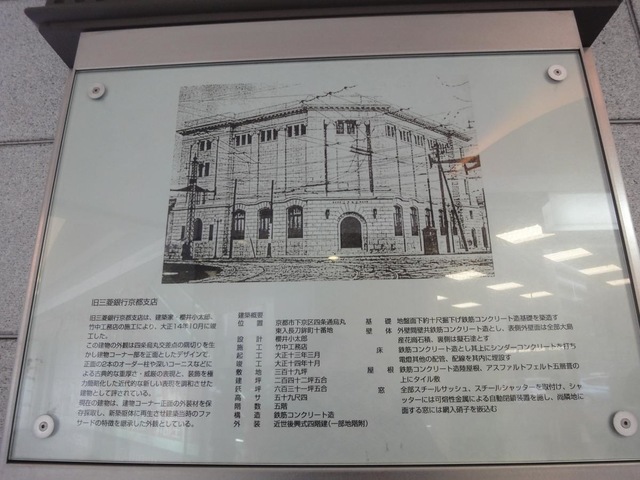 旧三菱銀行京都支店
旧三菱銀行京都支店は、建築家・櫻井小太郎、
竹中工務店の施工により、大正14年10月に竣
工した。
この建物の外観は四条烏丸交差点の隅切りを生
かし建物コーナー部を正面としたデザインで、
正面の2本のオーダー柱や深いコーニスなどに
よる古典的な重厚さ・威厳の表現と、装飾を極
力簡略化した近代的な新しい表現を調和させた
建物として評されている。
現在の建物は、建物コーナー正面の外装材を保
存採取し、新築躯体に再生させ建築当時のファ
サードの特徴を継承した外観としている。
建築概要
位置 京都市下京区四条通烏丸
東入長刀鉾町十番地
設計 櫻井小太郎
施工 竹中工務店
起工 大正十三年三月
竣工 大正十四年十月
敷地 三百十九坪
建坪 二百四十二坪五合
延坪 六百三十一坪五合
高サ 五十九尺四
階数 五階
構造 鉄筋コンクリート造
外装 近世復興式四階建(一部地階附)
基礎 地盤面下約十尺掘下げ鉄筋コンクリート造基礎を築造す
壁体 外壁間壁共鉄筋コンクリート造とし、表側外壁面は全部大島
産花崗石積、裏側は擬石塗とす
床 鉄筋コンクリート造とし其上にシンダーコンクリートを打ち
電燈其他の配管、配線を其内に埋設す
屋根 鉄筋コンクリート造陸屋根、アスファルトフェルト五層葺の
上にタイル敷
窓 全部スチールサッシュ、スチールシャッターを取付け、シャ
ッターには可熔性金属による自動閉鎖装置を施し、尚隣地に
面する窓には網入硝子を嵌込む